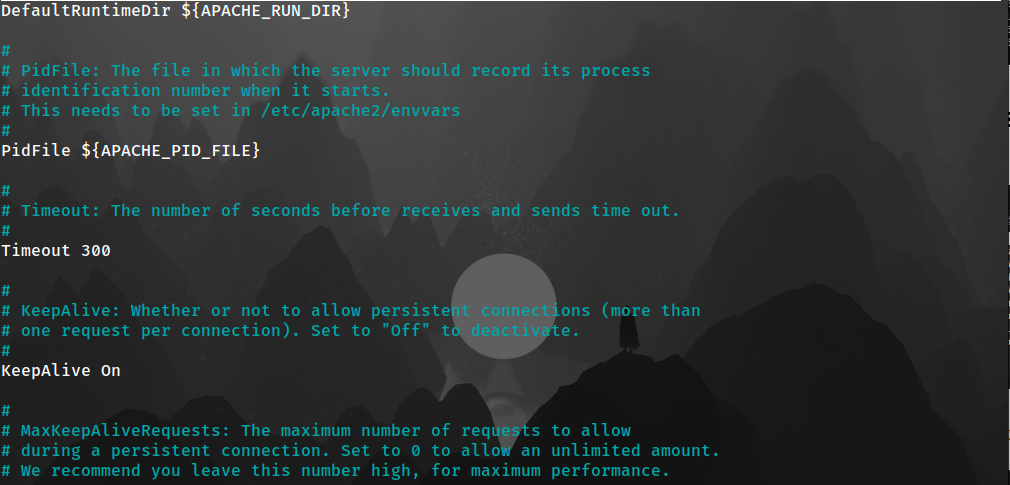 DefaultRuntimeDir ${APACHE_RUN_DIR}
#
# PidFile: The file in which the server should record its process
# identification number when it starts.
# This needs to be set in /etc/apache2/envvars
#
PidFile ${APACHE_PID_FILE}
#
# Timeout: The number of seconds before receives and sends time out.
#
Timeout 300
#
# KeepAlive: Whether or not to allow persistent connections (more than
# one request per connection). Set to "Off" to deactivate.
#
KeepAlive On
#
# MaxKeepAliveRequests: The maximum number of requests to allow
# during a persistent connection. Set to 0 to allow an unlimited amount.
# We recommend you leave this number high, for maximum performance.